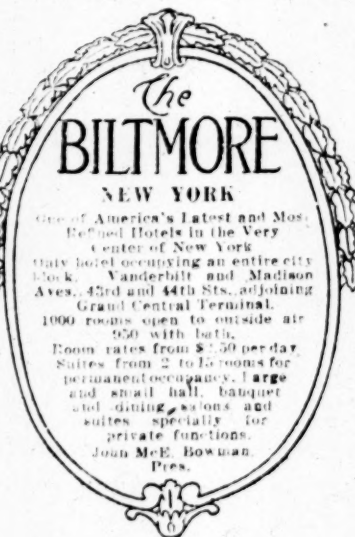 The
BILTMORE
NEW YORK
One of America's Latest and Most
Refined Hotels in the Very
Center of New York
Only hotel occupying an entire city
block. Vanderbilt and Madison
Aves., 43rd and 44th Sts., adjoining
Grand Central Terminal.
1000 rooms open to outside air
950 with bath.
Room rates from $2.50 per day
Suites from 2 to 15 rooms for
permanent occupancy. Large
and small hall, banquet
and dining salons and
suites specially for
private functions.
John McE. Bowman,
Pres.